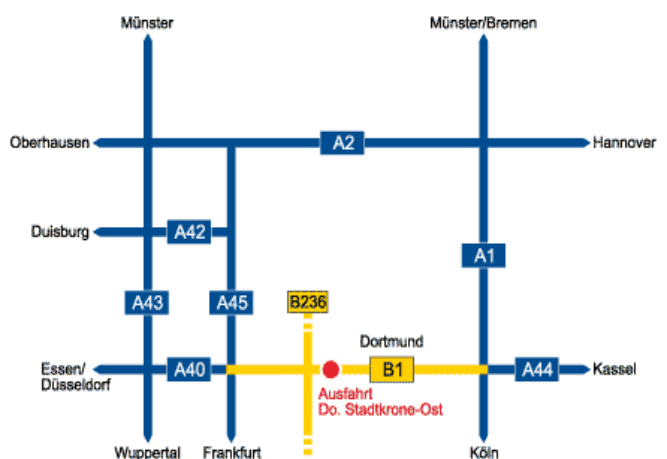 Münster
Münster/Bremen
Oberhausen
A2
Hannover
Duisburg
A42
A1
A43
A45
B236
Dortmund
Essen/
Düsseldorf
A40
B1
A44
Kassel
Ausfahrt
Do. Stadtkrone-Ost
Wuppertal
Frankfurt
Köln